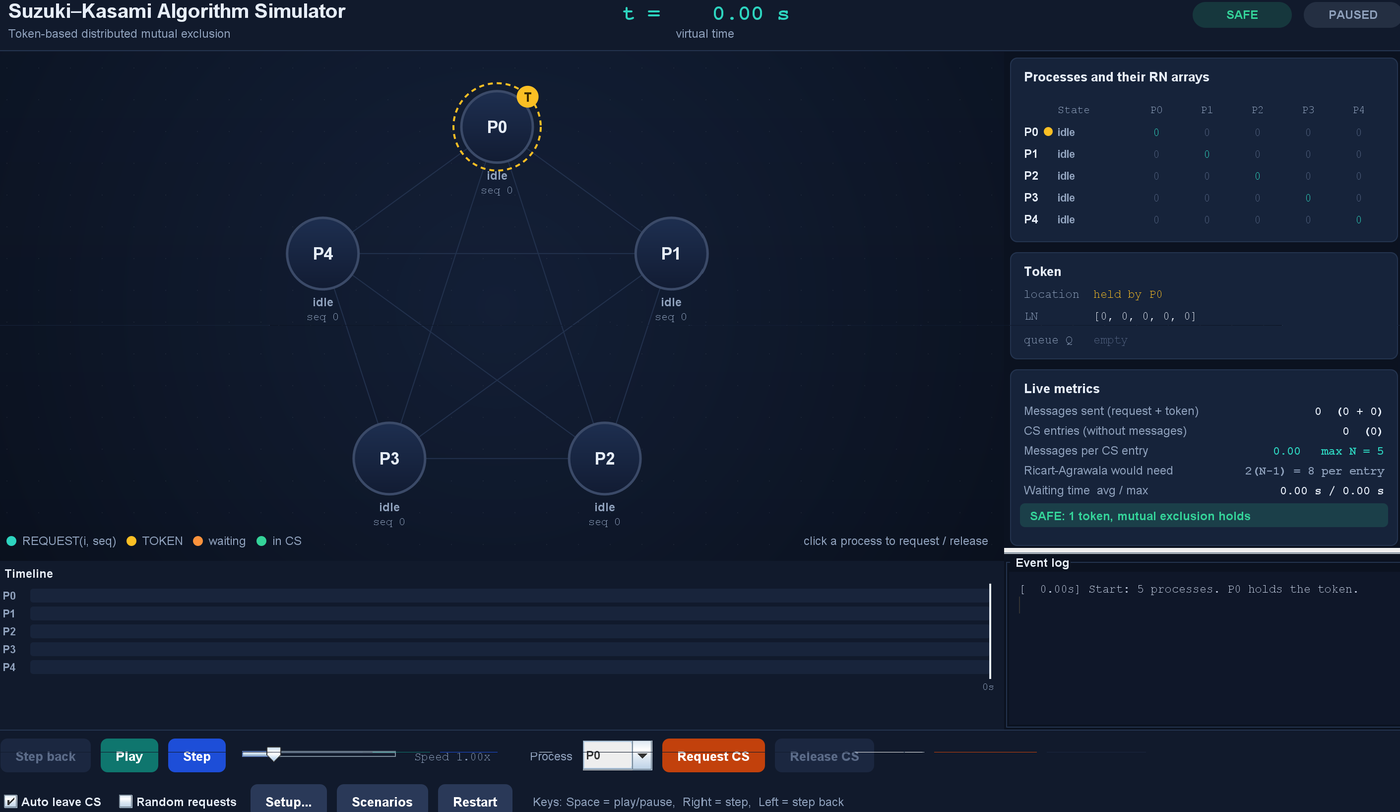 Suzuki–Kasami Algorithm Simulator
Token-based distributed mutual exclusion
t = 0.00 s
virtual time
SAFE
PAUSED
T
P0
idle
seq 0
P4
idle
seq 0
P1
idle
seq 0
P3
idle
seq 0
P2
idle
seq 0
REQUEST(i, seq) TOKEN waiting in CS
click a process to request / release
Processes and their RN arrays
State P0 P1 P2 P3 P4
P0 idle 0 0 0 0 0
P1 idle 0 0 0 0 0
P2 idle 0 0 0 0 0
P3 idle 0 0 0 0 0
P4 idle 0 0 0 0 0
Token
location held by P0
LN [0, 0, 0, 0, 0]
queue Q empty
Live metrics
Messages sent (request + token) 0 (0 + 0)
CS entries (without messages) 0 (0)
Messages per CS entry 0.00 max N = 5
Ricart-Agrawala would need 2(N-1) = 8 per entry
Waiting time avg / max 0.00 s / 0.00 s
SAFE: 1 token, mutual exclusion holds
Timeline
P0
P1
P2
P3
P4
0s
Event log
[ 0.00s] Start: 5 processes. P0 holds the token.
Step back Play Step Speed 1.00x Process P0 Request CS Release CS
Auto leave CS Random requests Setup... Scenarios Restart Keys: Space = play/pause, Right = step, Left = step back